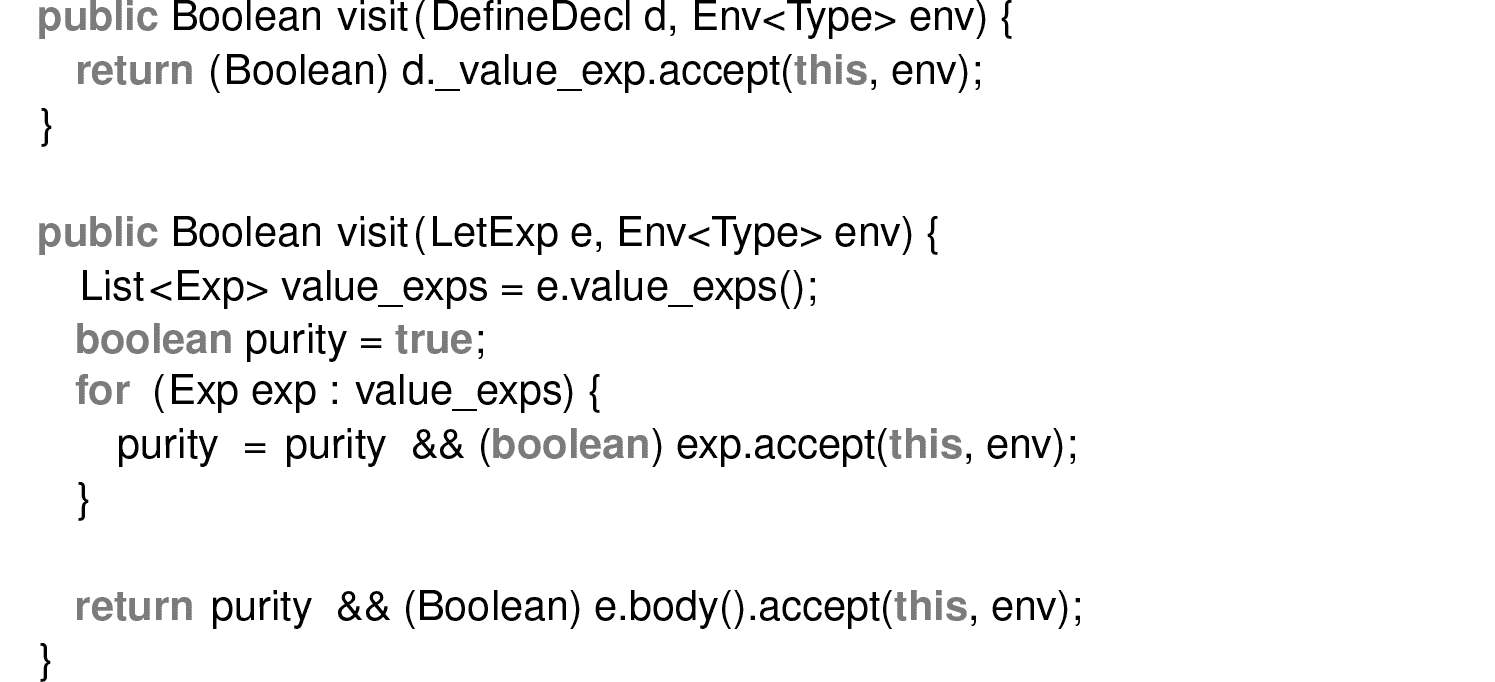 public Boolean visit(DefineDecl d, Env<Type> env) {
return (Boolean) d._value_exp.accept(this, env);
}
public Boolean visit(LetExp e, Env<Type> env) {
List<Exp> value_exps = e.value_exps();
boolean purity = true;
for (Exp exp : value_exps) {
purity = purity && (boolean) exp.accept(this, env);
}
return purity && (Boolean) e.body().accept(this, env);
}